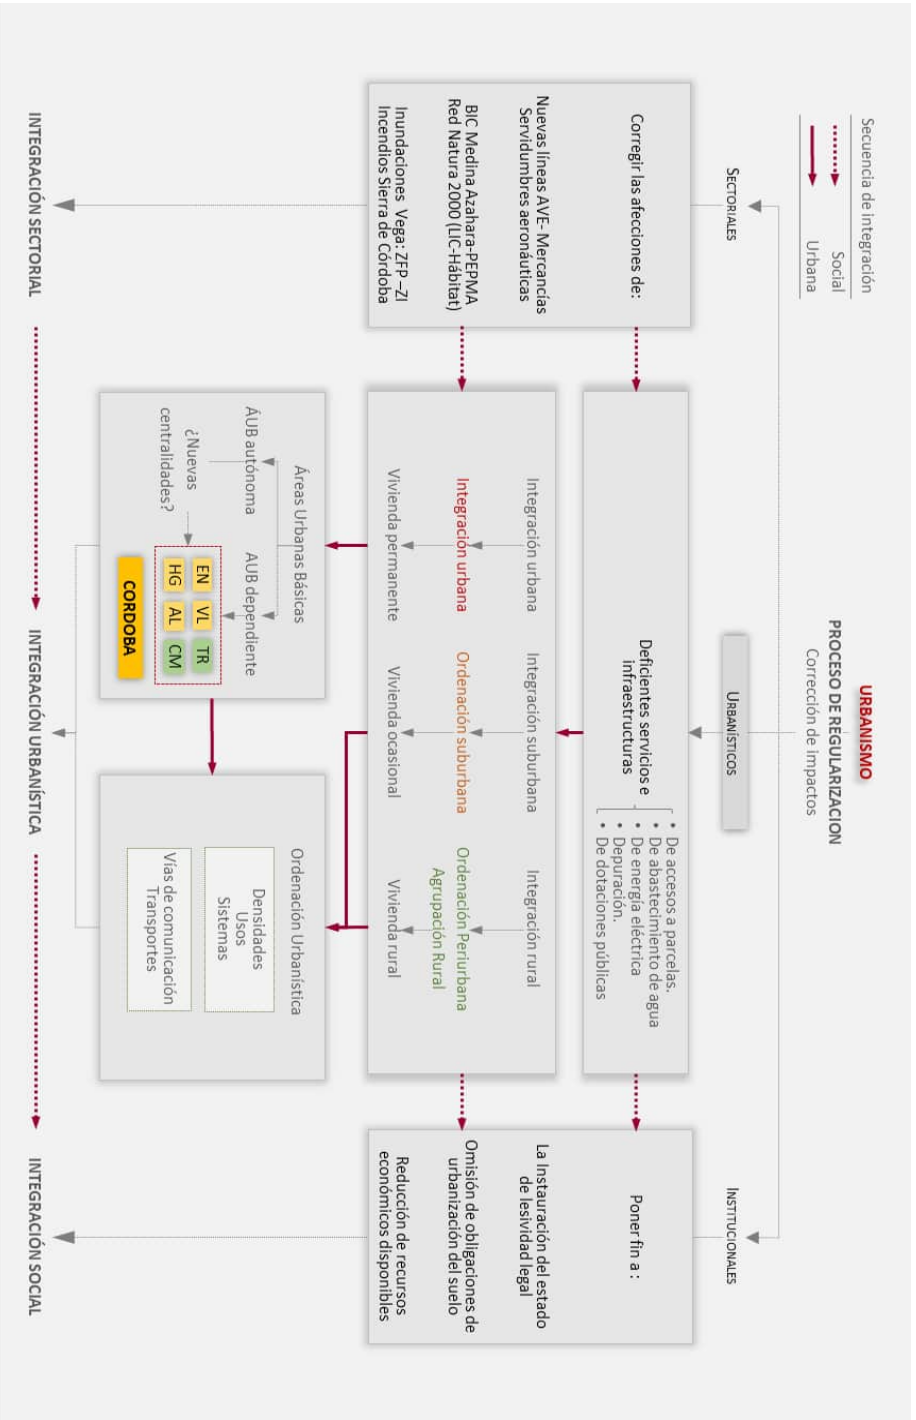 URBANISMO
PROCESO DE REGULARIZACION
Corrección de impactos
Secuencia de integración
Social
Urbana
SECTORIALES
URBANÍSTICOS
INSTITUCIONALES
Corregir las afecciones de:
Nuevas líneas AVE- Mercancías
Servidumbres aeronáuticas
BIC Medina Azahara-PEPMA
Red Natura 2000 (LIC-Hábitat)
Inundaciones Vega: ZFP –ZI
Incendios Sierra de Córdoba
Deficientes servicios e
infraestructuras
• De accesos a parcelas.
• De abastecimiento de agua
• De energía eléctrica
• Depuración.
• De dotaciones públicas
Integración urbana
Integración suburbana
Integración rural
Integración urbana
Ordenación suburbana
Ordenación Periurbana
Agrupación Rural
Vivienda permanente
Vivienda ocasional
Vivienda rural
Poner fin a :
La Instauración del estado
de lesividad legal
Omisión de obligaciones de
urbanización del suelo
Reducción de recursos
económicos disponibles
Áreas Urbanas Básicas
ÁUB autónoma
AUB dependiente
¿Nuevas
centralidades?
EN VL TR
HG AL CM
CORDOBA
Ordenación Urbanística
Densidades
Usos
Sistemas
Vías de comunicación
Transportes
INTEGRACIÓN SECTORIAL
INTEGRACIÓN URBANÍSTICA
INTEGRACIÓN SOCIAL